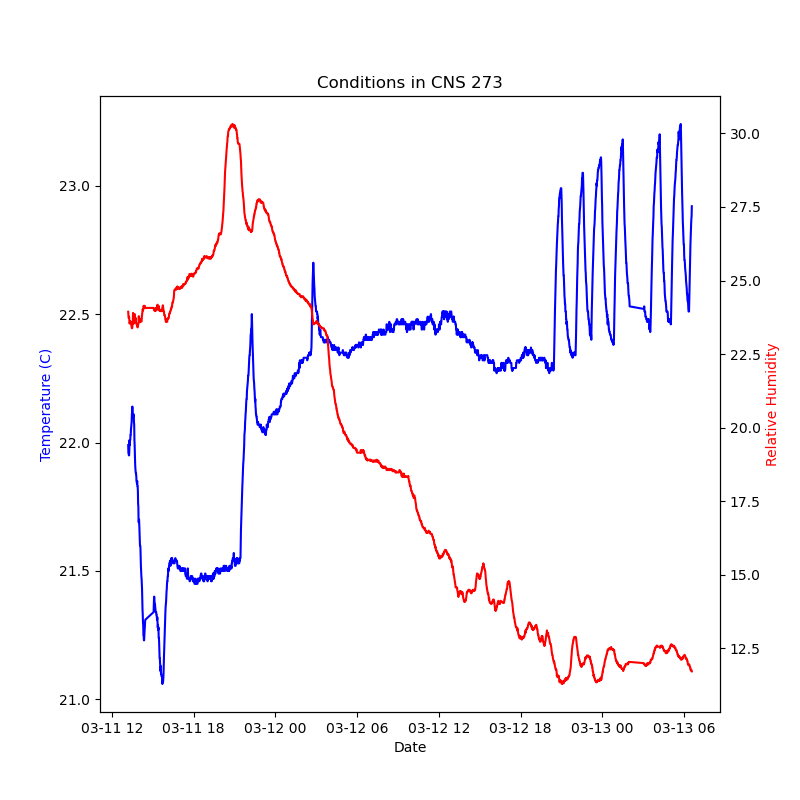 Conditions in CNS 273
23.0
22.5
22.0
21.5
21.0
Temperature (C)
30.0
27.5
25.0
22.5
20.0
17.5
15.0
12.5
Relative Humidity
03-11 12 03-11 18 03-12 00 03-12 06 03-12 12 03-12 18 03-13 00 03-13 06
Date